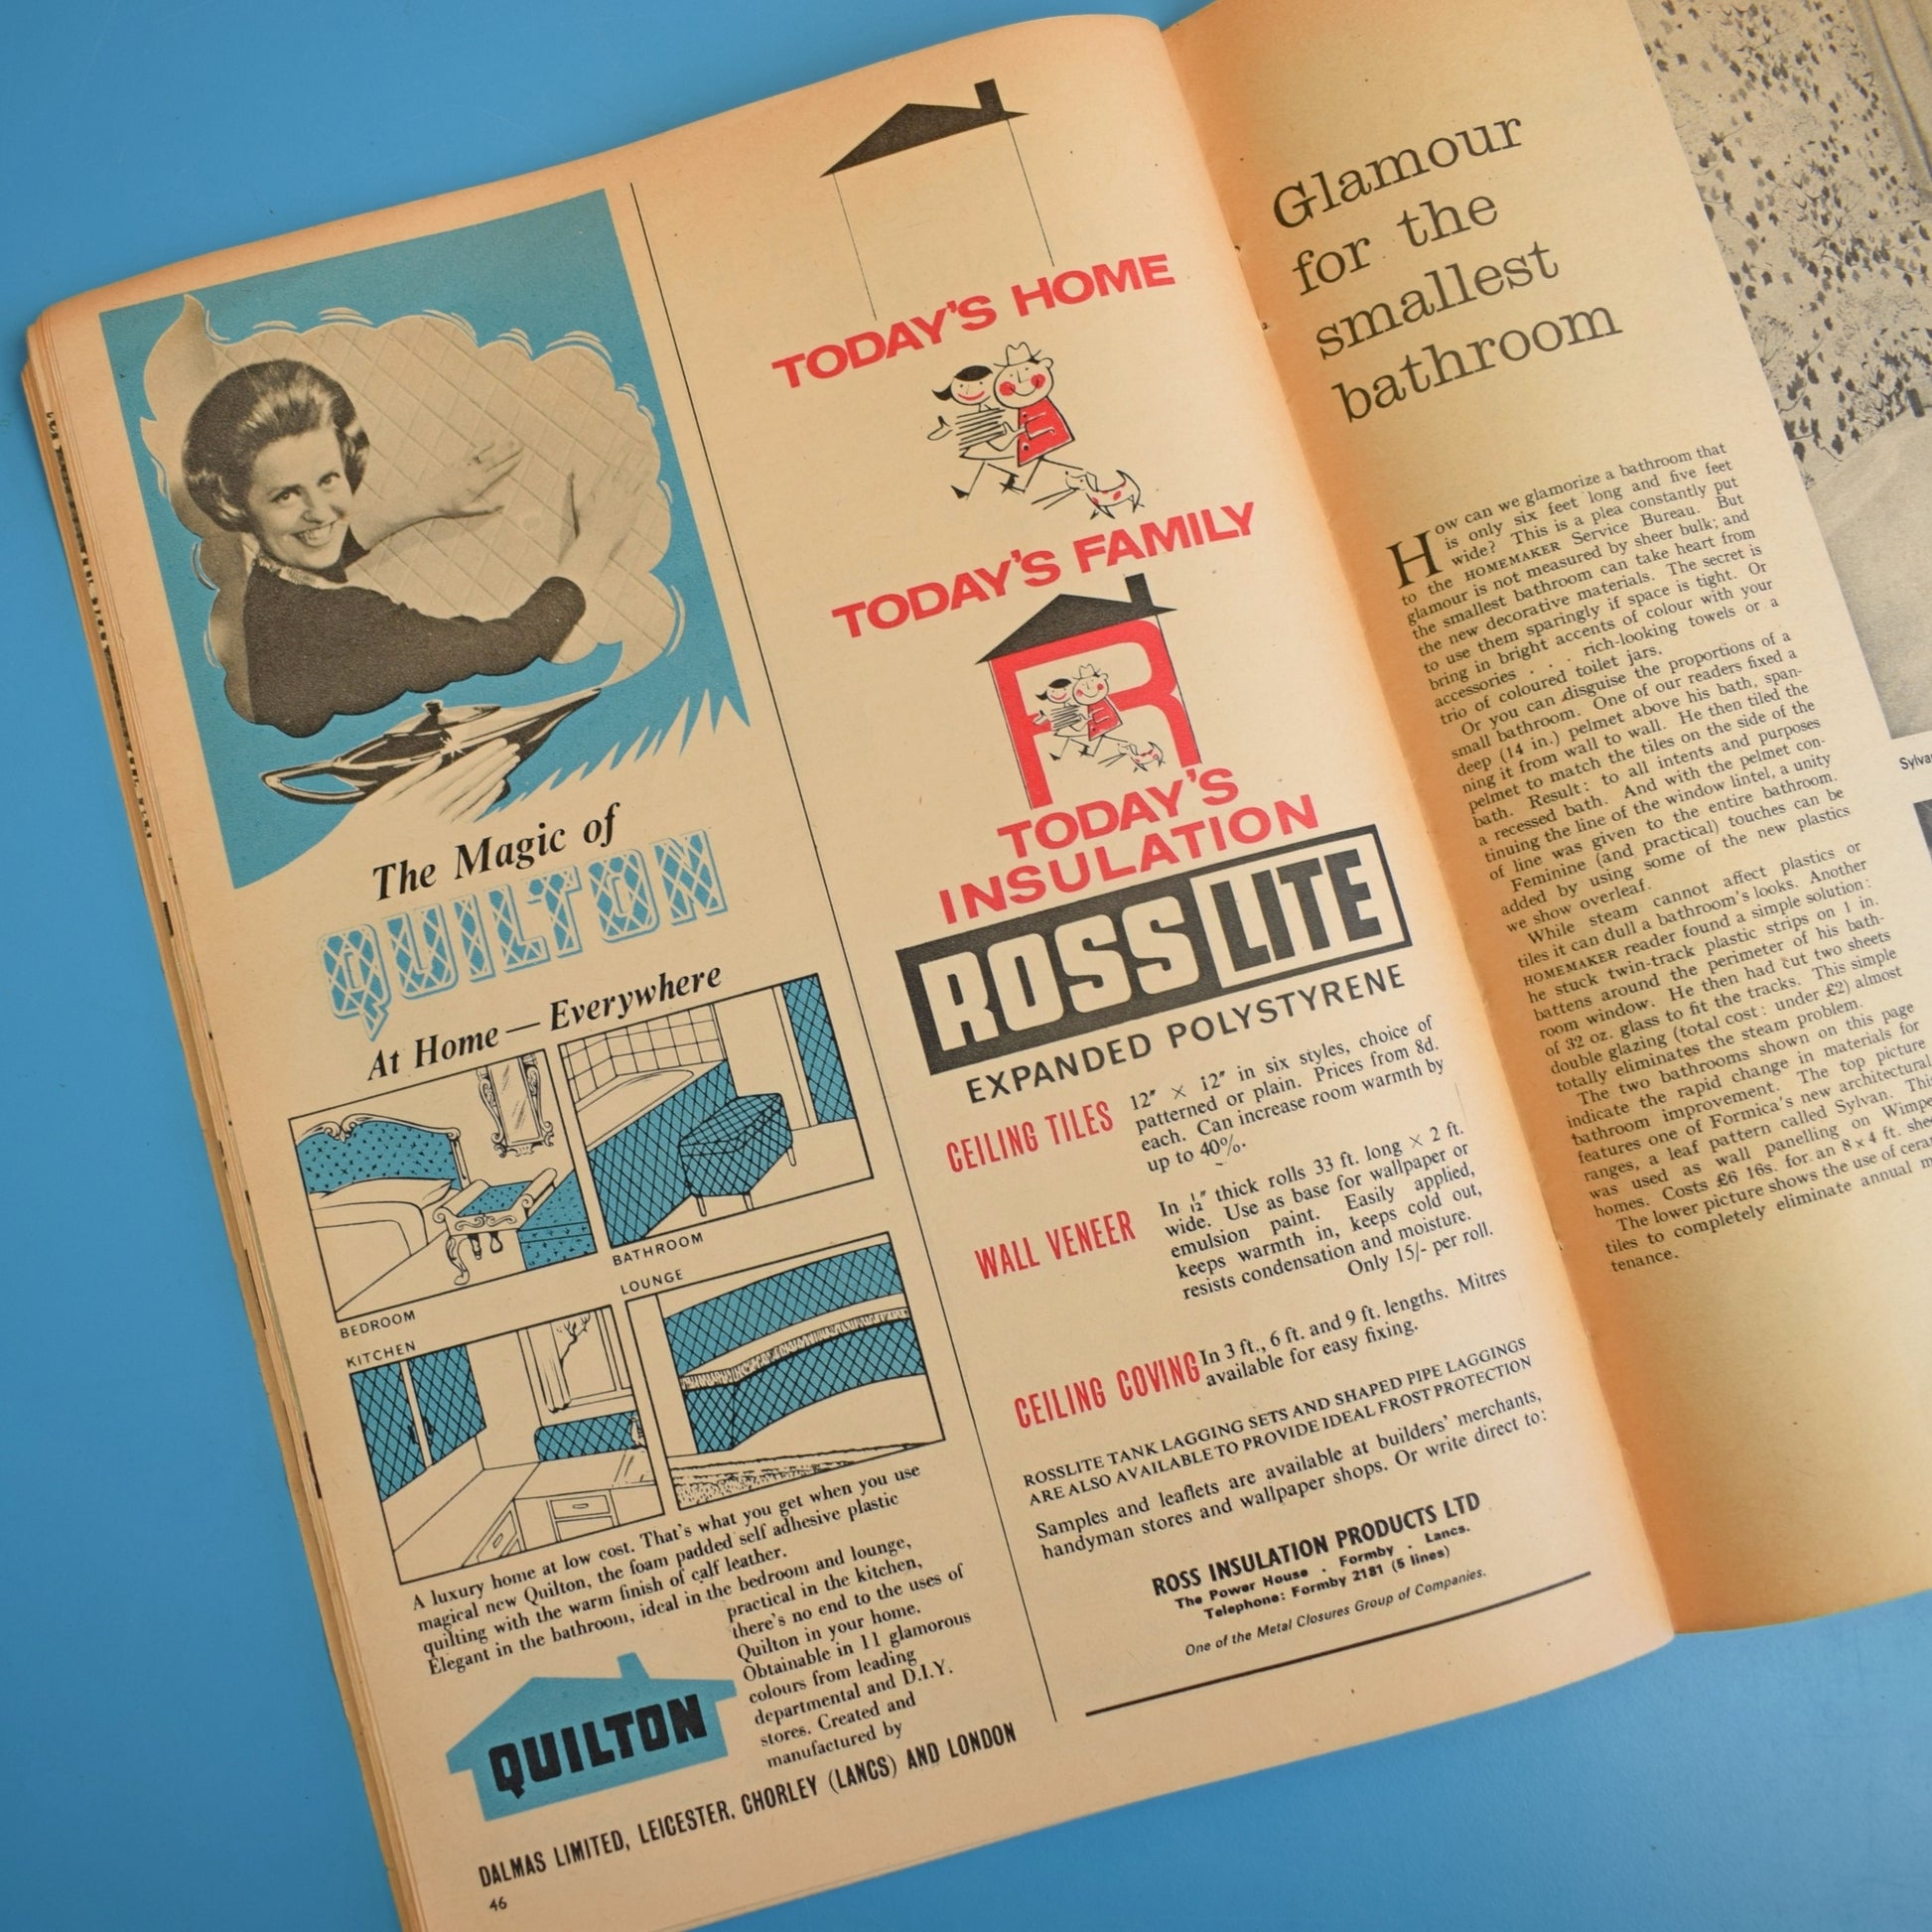 The Magic of
QUILTON
At Home — Everywhere
BEDROOM
BATHROOM
KITCHEN
LOUNGE
A luxury home at low cost. That's what you get when you use
magical new Quilton, the foam padded self adhesive plastic
quilting with the warm finish of calf leather.
Elegant in the bathroom, ideal in the bedroom and lounge,
practical in the kitchen,
there's no end to the uses of
Quilton in your home.
Obtainable in 11 glamorous
colours from leading
departmental and D.I.Y.
stores. Created and
manufactured by
QUILTON
DALMAS LIMITED, LEICESTER, CHORLEY (LANCS) AND LONDON
46
TODAY'S HOME
TODAY'S FAMILY
R
TODAY'S
INSULATION
ROSSLITE
EXPANDED POLYSTYRENE
CEILING TILES
12″ × 12″ in six styles, choice of
patterned or plain. Prices from 8d.
each. Can increase room warmth by
up to 40%.
WALL VENEER
In 1/12″ thick rolls 33 ft. long × 2 ft.
wide. Use as base for wallpaper or
emulsion paint. Easily applied,
keeps warmth in, keeps cold out,
resists condensation and moisture.
Only 15/- per roll.
CEILING COVING
In 3 ft., 6 ft. and 9 ft. lengths. Mitres
available for easy fixing.
ROSSLITE TANK LAGGING SETS AND SHAPED PIPE LAGGINGS
ARE ALSO AVAILABLE TO PROVIDE IDEAL FROST PROTECTION
Samples and leaflets are available at builders' merchants,
handyman stores and wallpaper shops. Or write direct to:
ROSS INSULATION PRODUCTS LTD
The Power House . Formby . Lancs.
Telephone: Formby 2181 (5 lines)
One of the Metal Closures Group of Companies.
Glamour
for the
smallest
bathroom
How can we glamorize a bathroom that
is only six feet long and five feet
wide? This is a plea constantly put
to the HOMEMAKER Service Bureau. But
glamour is not measured by sheer bulk; and
the smallest bathroom can take heart from
the new decorative materials. The secret is
to use them sparingly if space is tight. Or
bring in bright accents of colour with your
accessories . . . rich-looking towels or a
trio of coloured toilet jars.
Or you can disguise the proportions of a
small bathroom. One of our readers fixed a
deep (14 in.) pelmet above his bath, span-
ning it from wall to wall. He then tiled the
pelmet to match the tiles on the side of the
bath. Result: to all intents and purposes
a recessed bath. And with the pelmet con-
tinuing the line of the window lintel, a unity
of line was given to the entire bathroom.
Feminine (and practical) touches can be
added by using some of the new plastics
we show overleaf.
While steam cannot affect plastics or
tiles it can dull a bathroom's looks. Another
HOMEMAKER reader found a simple solution:
he stuck twin-track plastic strips on 1 in.
battens around the perimeter of his bath-
room window. He then had cut two sheets
of 32 oz. glass to fit the tracks. This simple
double glazing (total cost: under £2) almost
totally eliminates the steam problem.
The two bathrooms shown on this page
indicate the rapid change in materials for
bathroom improvement. The top picture
features one of Formica's new architectural
ranges, a leaf pattern called Sylvan. This
was used as wall panelling on Wimpe
homes. Costs £6 16s. for an 8 x 4 ft. shee
The lower picture shows the use of cera
tiles to completely eliminate annual m
tenance.
Sylva